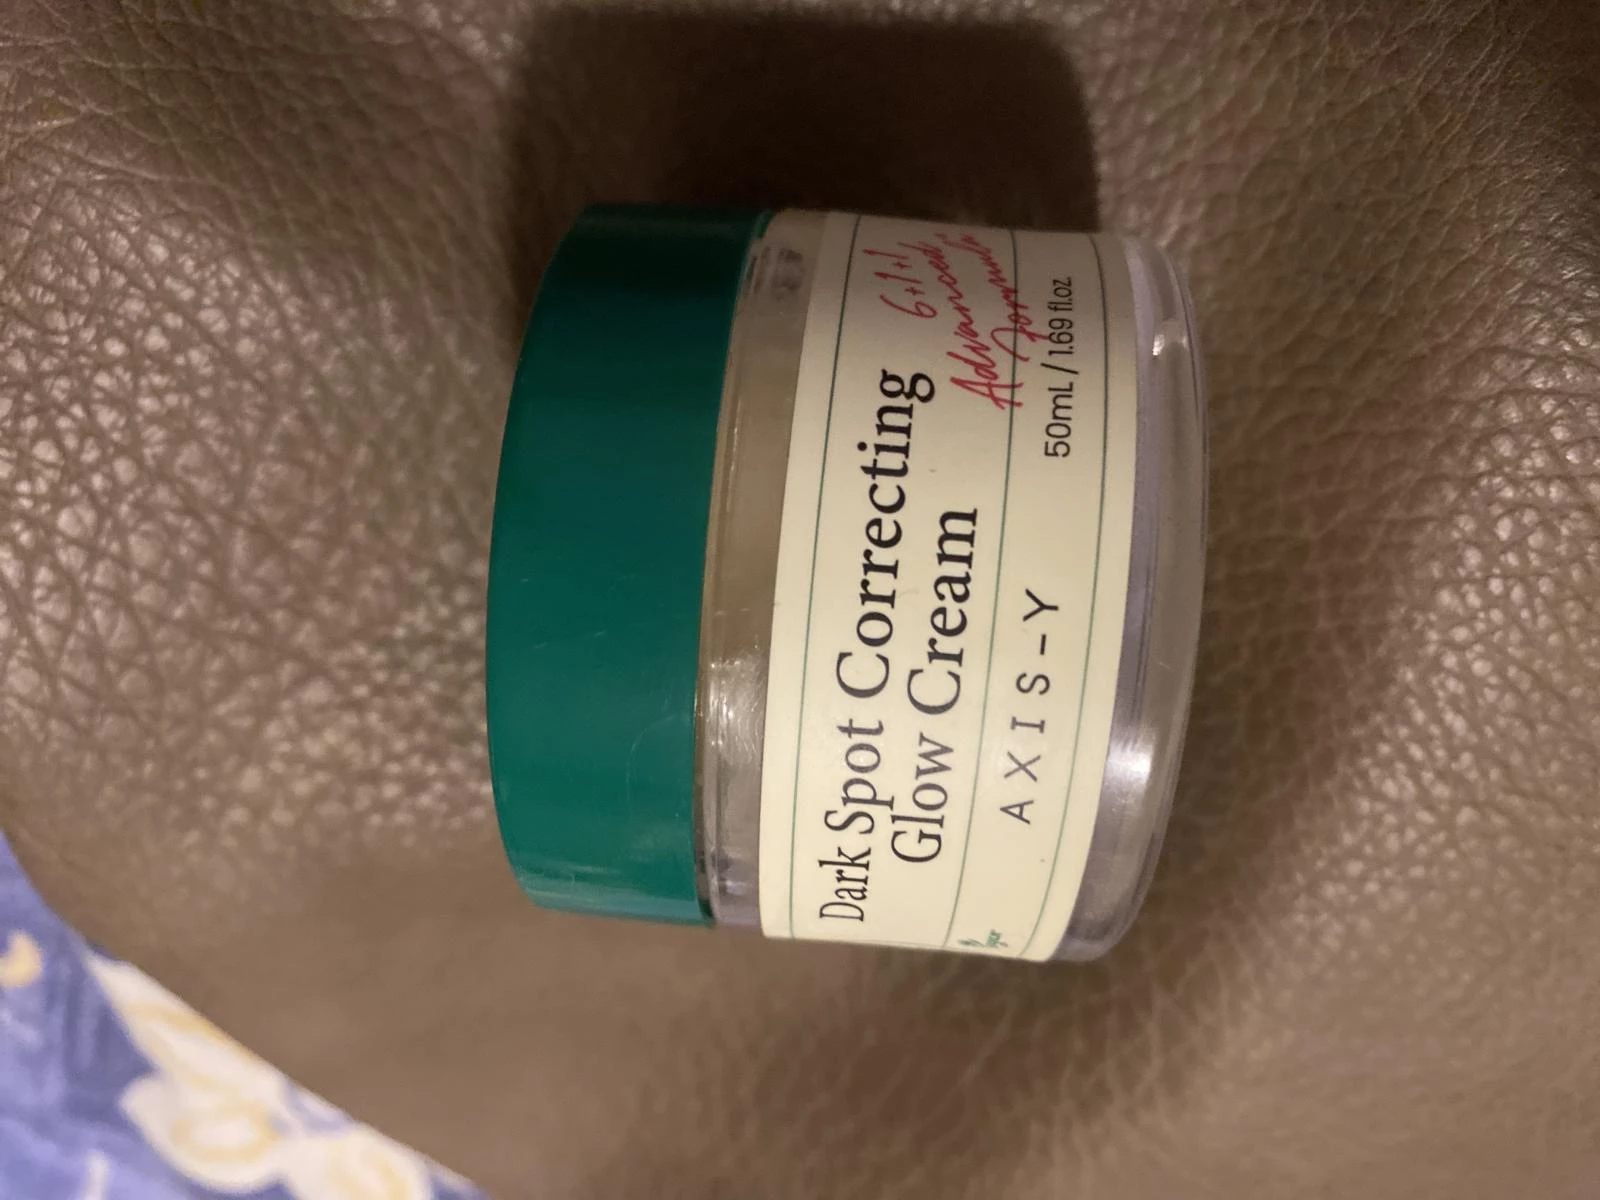 Dark Spot Correcting
Glow Cream
6+1+1
Advanced
Formula
AXIS-Y
50mL / 1.69 fl.oz